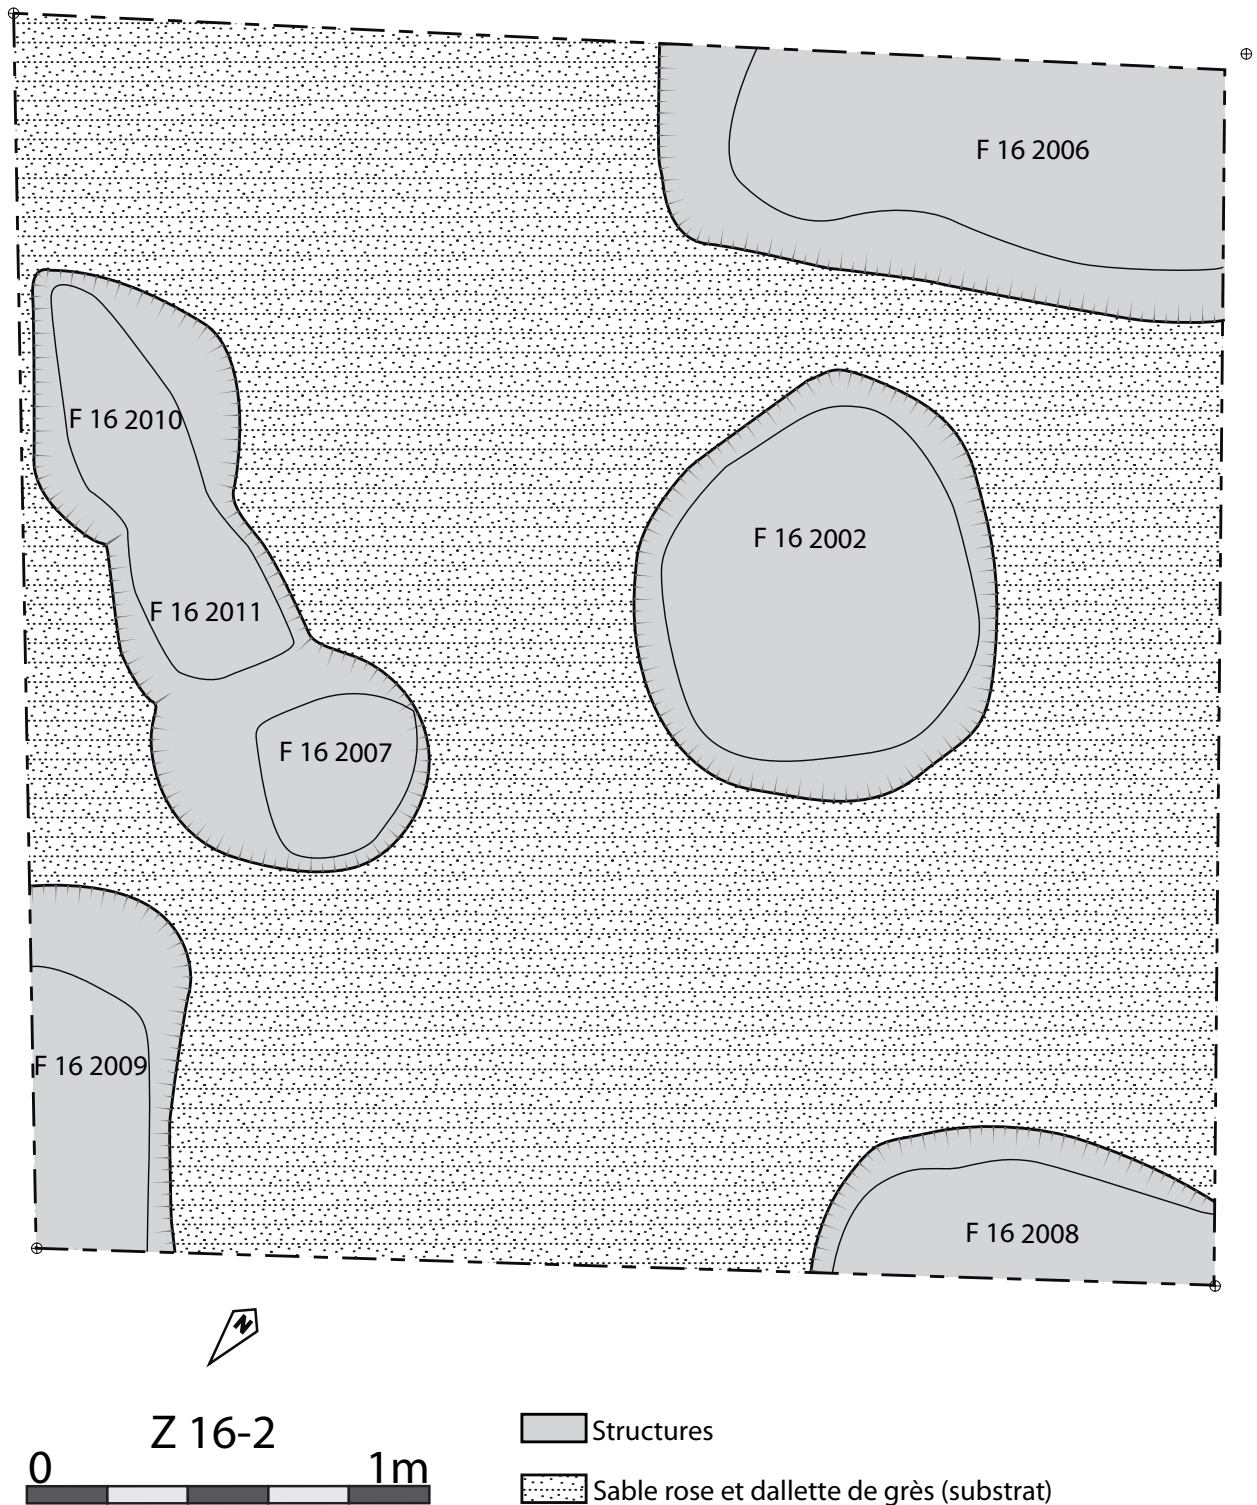 F 16 2006
F 16 2010
F 16 2002
F 16 2011
F 16 2007
F 16 2009
F 16 2008
N
Z 16-2
0 1m
Structures
Sable rose et dallette de grès (substrat)